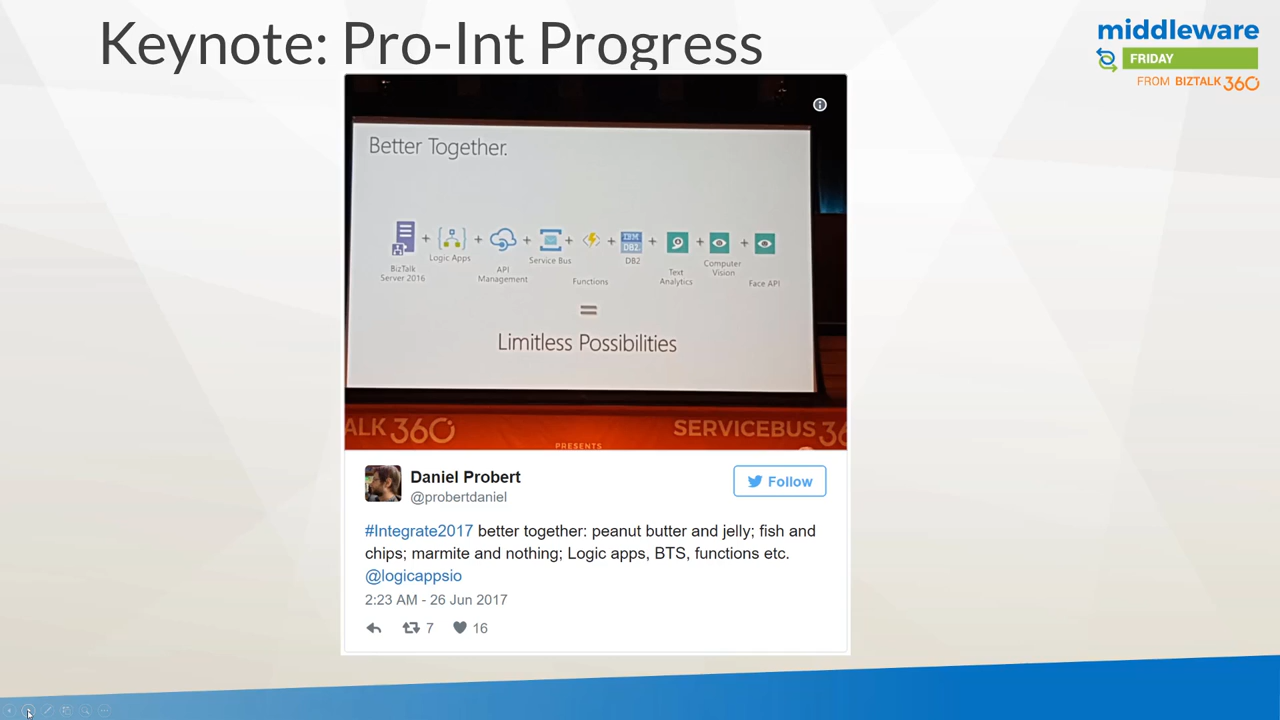 Keynote: Pro-Int Progress
middleware
FRIDAY
FROM BIZTALK360
Better Together.
BizTalk
Server 2016
Logic Apps
API
Management
Service Bus
Functions
IBM
DB2
DB2
Text
Analytics
Computer
Vision
Face API
=
Limitless Possibilities
ALK 360
PRESENTS
SERVICEBUS 36
Daniel Probert
@probertdaniel
Follow
#Integrate2017 better together: peanut butter and jelly; fish and
chips; marmite and nothing; Logic apps, BTS, functions etc.
@logicappsio
2:23 AM - 26 Jun 2017
7
16